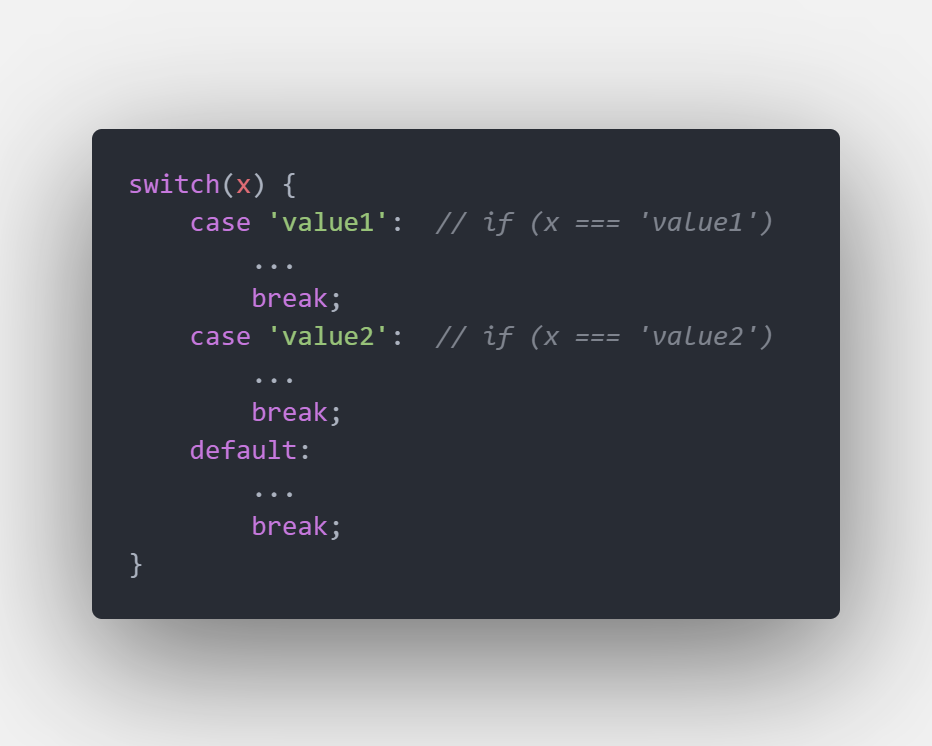 switch(x) {
    case 'value1':  // if (x === 'value1')
        ...
        break;
    case 'value2':  // if (x === 'value2')
        ...
        break;
    default:
        ...
        break;
}